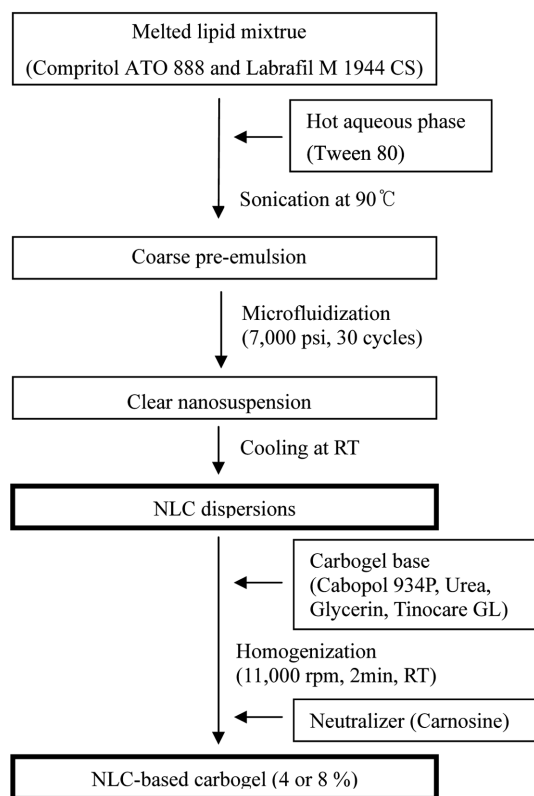 Melted lipid mixtrue
(Compritol ATO 888 and Labrafil M 1944 CS)
Hot aqueous phase
(Tween 80)
Sonication at 90℃
Coarse pre-emulsion
Microfluidization
(7,000 psi, 30 cycles)
Clear nanosuspension
Cooling at RT
NLC dispersions
Carbogel base
(Cabopol 934P, Urea,
Glycerin, Tinocare GL)
Homogenization
(11,000 rpm, 2min, RT)
Neutralizer (Carnosine)
NLC-based carbogel (4 or 8 %)